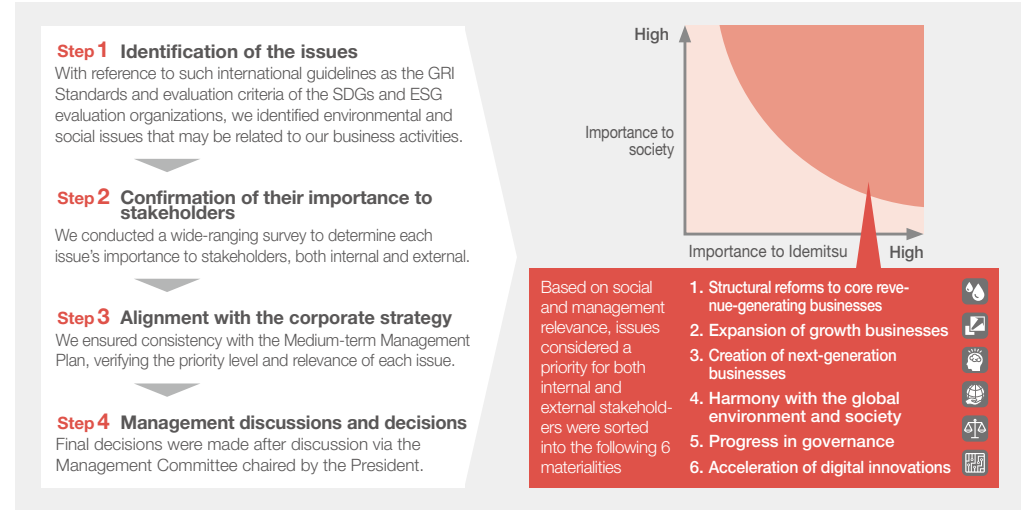 Step 1 Identification of the issues
With reference to such international guidelines as the GRI
Standards and evaluation criteria of the SDGs and ESG
evaluation organizations, we identified environmental and
social issues that may be related to our business activities.
Step 2 Confirmation of their importance to
stakeholders
We conducted a wide-ranging survey to determine each
issue's importance to stakeholders, both internal and external.
Step 3 Alignment with the corporate strategy
We ensured consistency with the Medium-term Management
Plan, verifying the priority level and relevance of each issue.
Step 4 Management discussions and decisions
Final decisions were made after discussion via the
Management Committee chaired by the President.
High
Importance to
society
Importance to Idemitsu
High
Based on social
and management
relevance, issues
considered a
priority for both
internal and
external stakehold-
ers were sorted
into the following 6
materialities
1. Structural reforms to core reve-
nue-generating businesses
2. Expansion of growth businesses
3. Creation of next-generation
businesses
4. Harmony with the global
environment and society
5. Progress in governance
6. Acceleration of digital innovations